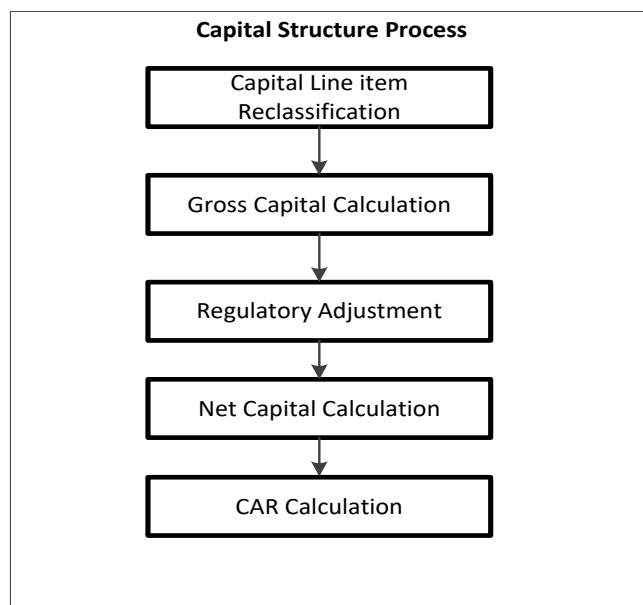 Capital Structure Process
Capital Line item
Reclassification
Gross Capital Calculation
Regulatory Adjustment
Net Capital Calculation
CAR Calculation